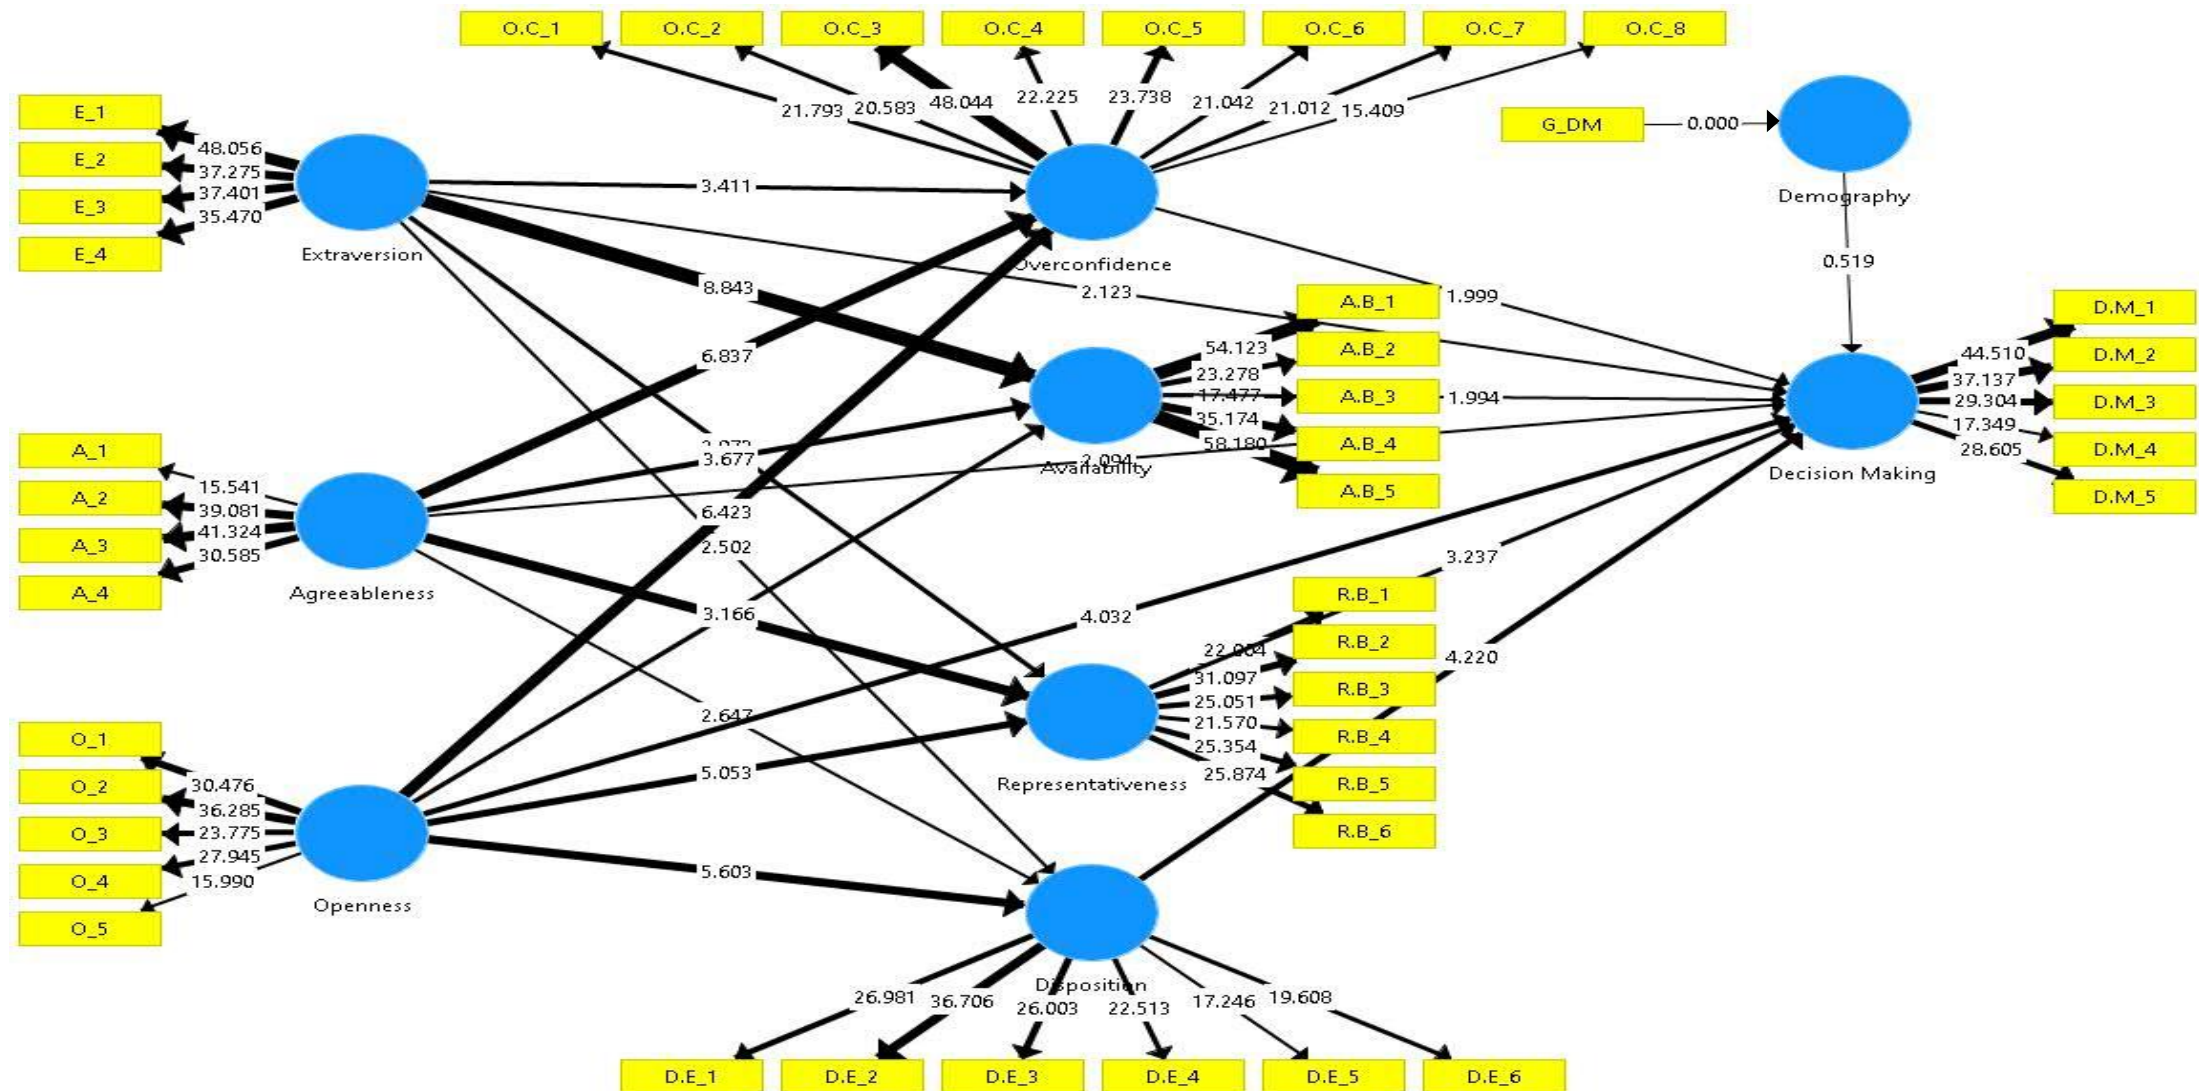 O.C_1
O.C_2
O.C_3
O.C_4
O.C_5
O.C_6
O.C_7
O.C_8
21.793
20.583
48.044
22.225
23.738
21.042
21.012
15.409
E_1
E_2
E_3
E_4
48.056
37.275
37.401
35.470
Extraversion
3.411
8.843
2.123
Overconfidence
1.999
G_DM
0.000
Demography
0.519
A.B_1
A.B_2
A.B_3
A.B_4
A.B_5
54.123
23.278
17.477
35.174
58.180
1.994
Availability
2.094
D.M_1
D.M_2
D.M_3
D.M_4
D.M_5
44.510
37.137
29.304
17.349
28.605
Decision Making
6.837
3.677
6.423
2.502
A_1
A_2
A_3
A_4
15.541
39.081
41.324
30.585
Agreeableness
3.166
4.032
3.237
4.220
R.B_1
R.B_2
R.B_3
R.B_4
R.B_5
R.B_6
31.097
25.051
21.570
25.354
25.874
Representativeness
2.647
5.053
O_1
O_2
O_3
O_4
O_5
30.476
36.285
23.775
27.945
15.990
Openness
5.603
Disposition
26.981
36.706
26.003
22.513
17.246
19.608
D.E_1
D.E_2
D.E_3
D.E_4
D.E_5
D.E_6